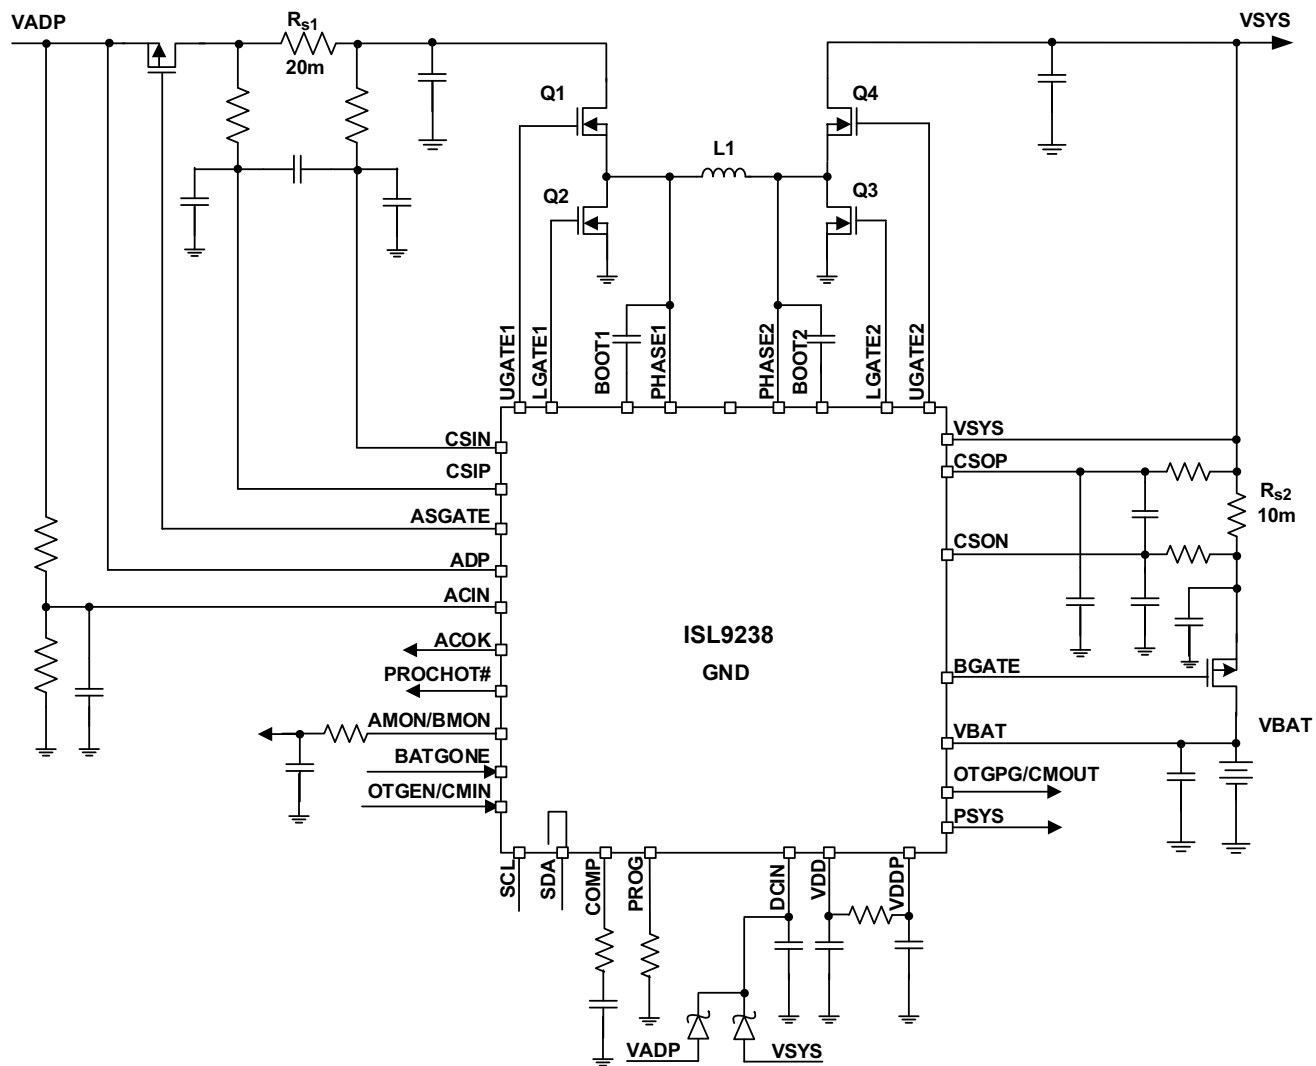 VADP
Rs1
20m
VSYS
Q1
Q4
L1
Q2
Q3
UGATE1
LGATE1
BOOT1
PHASE1
PHASE2
BOOT2
LGATE2
UGATE2
CSIN
CSIP
ASGATE
ADP
ACIN
ACOK
PROCHOT#
AMON/BMON
BATGONE
OTGEN/CMIN
ISL9238
GND
VSYS
CSOP
Rs2
10m
CSON
BGATE
VBAT
VBAT
OTGPG/CMOUT
PSYS
SCL
SDA
COMP
PROG
DCIN
VDD
VDDP
VADP
VSYS